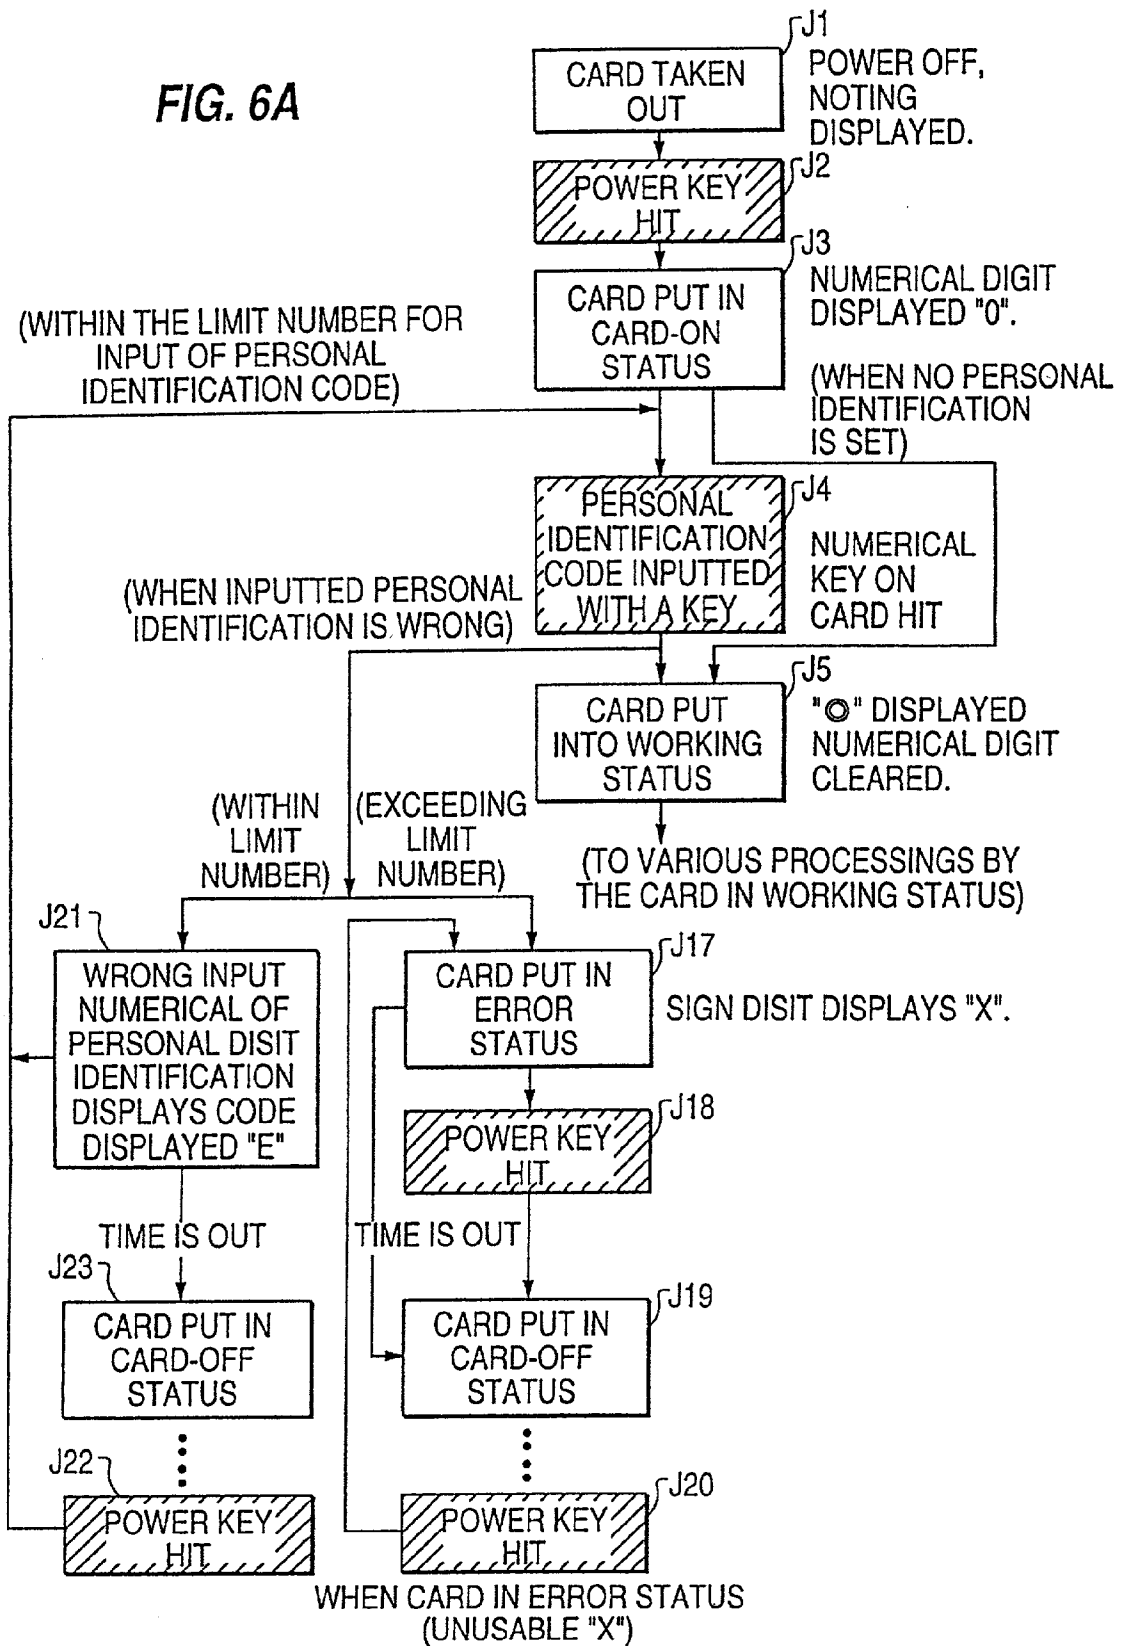 FIG. 6A
J1
CARD TAKEN
OUT
POWER OFF,
NOTING
DISPLAYED.
J2
POWER KEY
HIT
J3
CARD PUT IN
CARD-ON
STATUS
NUMERICAL DIGIT
DISPLAYED "0".
(WITHIN THE LIMIT NUMBER FOR
INPUT OF PERSONAL
IDENTIFICATION CODE)
(WHEN NO PERSONAL
IDENTIFICATION
IS SET)
J4
PERSONAL
IDENTIFICATION
CODE INPUTTED
WITH A KEY
NUMERICAL
KEY ON
CARD HIT
(WHEN INPUTTED PERSONAL
IDENTIFICATION IS WRONG)
J5
CARD PUT
INTO WORKING
STATUS
"◎" DISPLAYED
NUMERICAL DIGIT
CLEARED.
(WITHIN
LIMIT
NUMBER)
(EXCEEDING
LIMIT
NUMBER)
(TO VARIOUS PROCESSINGS BY
THE CARD IN WORKING STATUS)
J21
WRONG INPUT
NUMERICAL OF
PERSONAL DISIT
IDENTIFICATION
DISPLAYS CODE
DISPLAYED "E"
J17
CARD PUT IN
ERROR
STATUS
SIGN DISIT DISPLAYS "X".
J18
POWER KEY
HIT
TIME IS OUT
TIME IS OUT
J23
CARD PUT IN
CARD-OFF
STATUS
J19
CARD PUT IN
CARD-OFF
STATUS
J22
POWER KEY
HIT
J20
POWER KEY
HIT
WHEN CARD IN ERROR STATUS
(UNUSABLE "X")